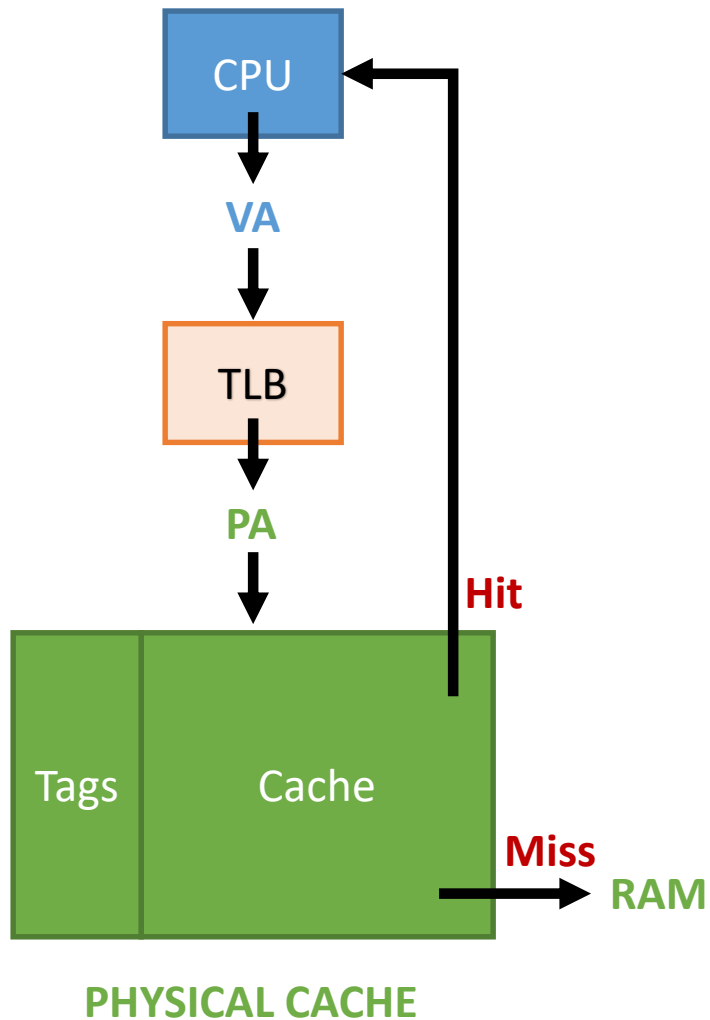 CPU
VA
TLB
PA
Hit
Tags
Cache
Miss
RAM
PHYSICAL CACHE